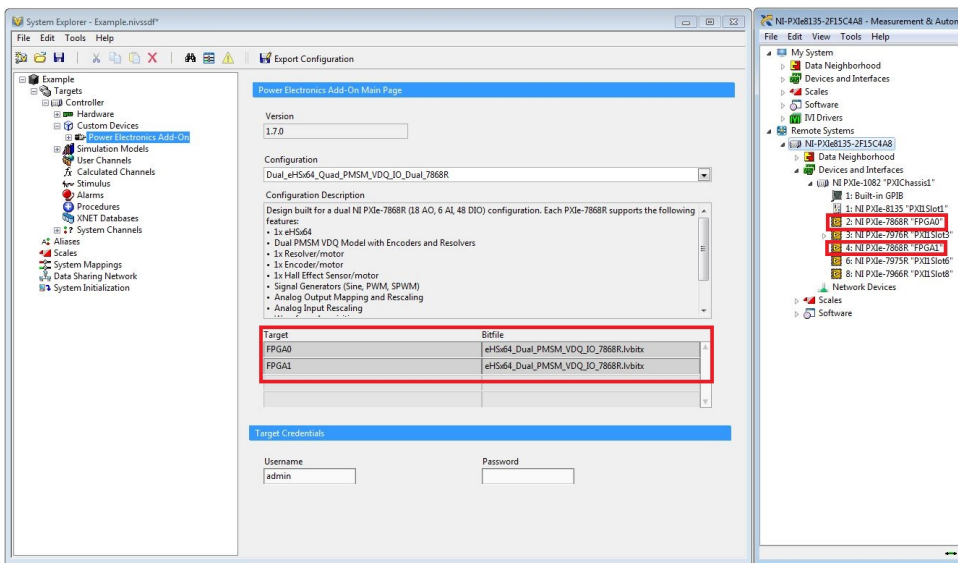 System Explorer - Example.nivssdf*
File Edit Tools Help
Export Configuration
Example
Targets
Controller
Hardware
Custom Devices
Power Electronics Add-On
Simulation Models
User Channels
fx Calculated Channels
Stimulus
Alarms
Procedures
XNET Databases
System Channels
Aliases
Scales
System Mappings
Data Sharing Network
System Initialization
Power Electronics Add-On Main Page
Version
1.7.0
Configuration
Dual_eHSx64_Quad_PMSM_VDQ_IO_Dual_7868R
Configuration Description
Design built for a dual NI PXIe-7868R (18 AO, 6 AI, 48 DIO) configuration. Each PXIe-7868R supports the following
features:
• 1x eHSx64
• Dual PMSM VDQ Model with Encoders and Resolvers
• 1x Resolver/motor
• 1x Encoder/motor
• 1x Hall Effect Sensor/motor
• Signal Generators (Sine, PWM, SPWM)
• Analog Output Mapping and Rescaling
• Analog Input Rescaling
Target Bitfile
FPGA0 eHSx64_Dual_PMSM_VDQ_IO_7868R.lvbitx
FPGA1 eHSx64_Dual_PMSM_VDQ_IO_7868R.lvbitx
Target Credentials
Username Password
admin
NI-PXIe8135-2F15C4A8 - Measurement & Autom
File Edit View Tools Help
My System
Data Neighborhood
Devices and Interfaces
Scales
Software
IVI Drivers
Remote Systems
NI-PXIe8135-2F15C4A8
Data Neighborhood
Devices and Interfaces
NI PXIe-1082 "PXIChassis1"
1: Built-in GPIB
1: NI PXIe-8135 "PXI1Slot1"
2: NI PXIe-7868R "FPGA0"
3: NI PXIe-7976R "PXI1Slot3"
4: NI PXIe-7868R "FPGA1"
6: NI PXIe-7975R "PXI1Slot6"
8: NI PXIe-7966R "PXI1Slot8"
Network Devices
Scales
Software